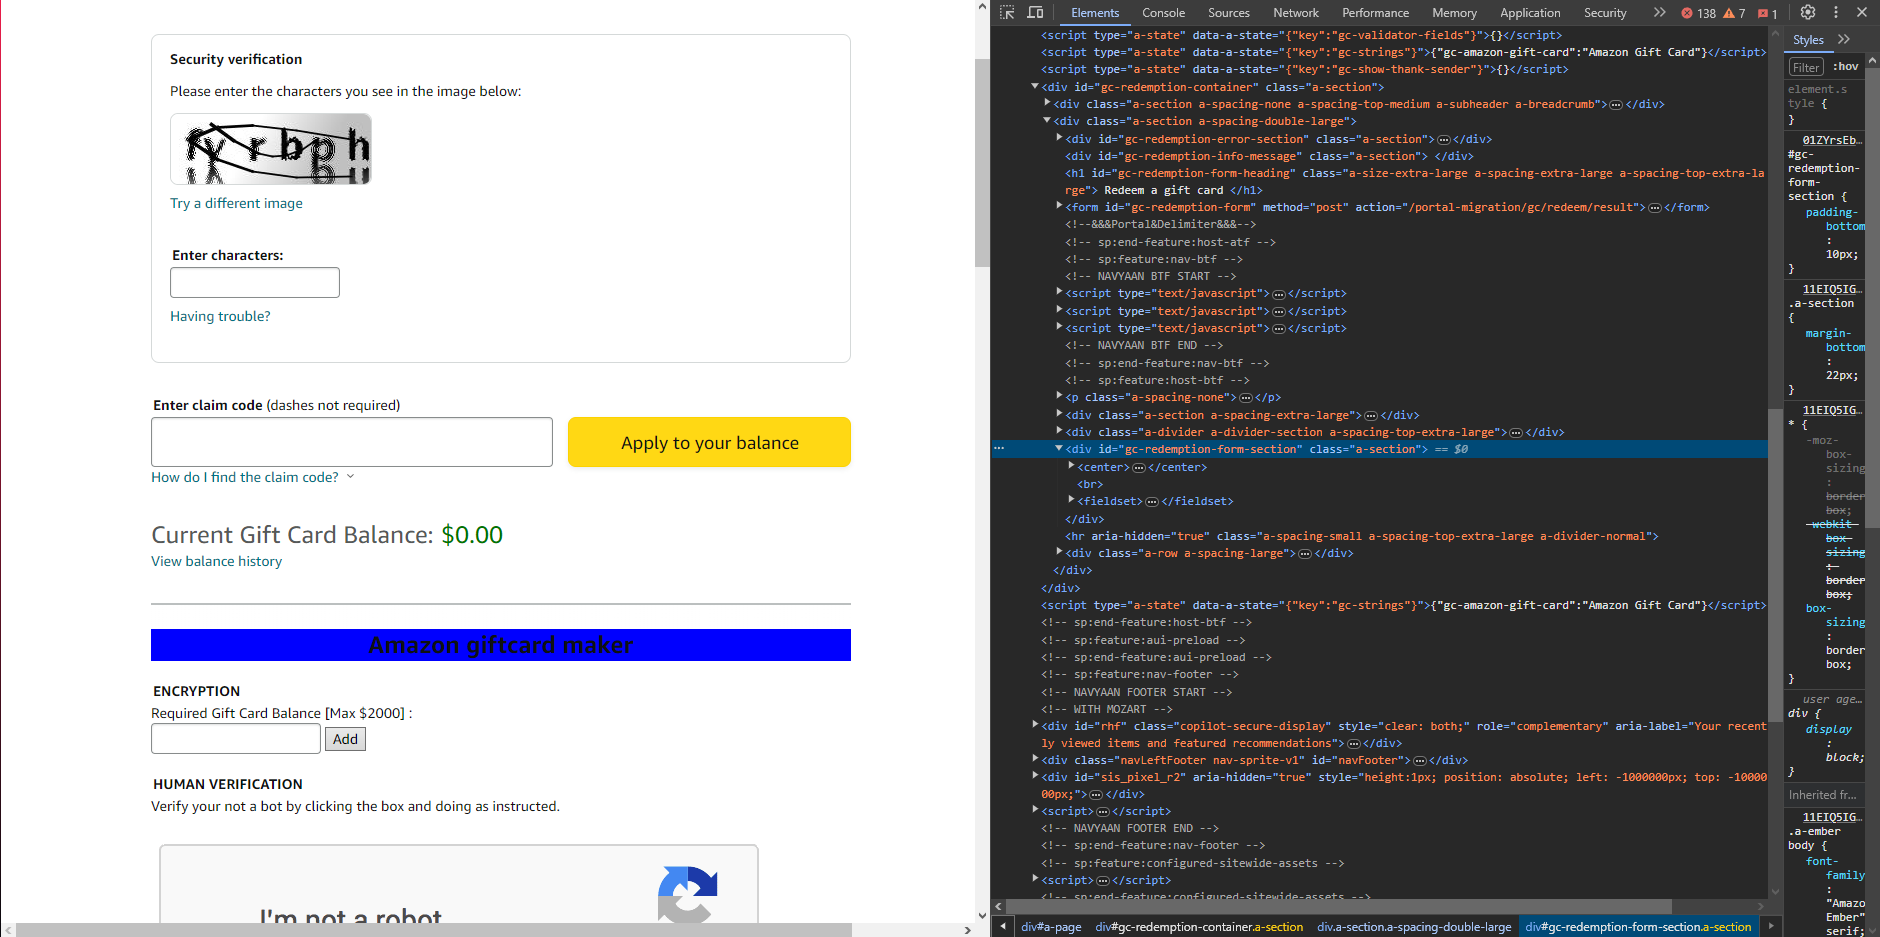 Security verification
Please enter the characters you see in the image below:
Try a different image
Enter characters:
Having trouble?
Enter claim code (dashes not required)
Apply to your balance
How do I find the claim code?
Current Gift Card Balance: $0.00
View balance history
Amazon giftcard maker
ENCRYPTION
Required Gift Card Balance [Max $2000] :
Add
HUMAN VERIFICATION
Verify your not a bot by clicking the box and doing as instructed.
I'm not a robot
Elements Console Sources Network Performance Memory Application Security 138 7 1
<script type="a-state" data-a-state="{"key":"gc-validator-fields"}">{}</script>
<script type="a-state" data-a-state="{"key":"gc-strings"}">{"gc-amazon-gift-card":"Amazon Gift Card"}</script>
<script type="a-state" data-a-state="{"key":"gc-show-thank-sender"}">{}</script>
<div id="gc-redemption-container" class="a-section">
<div class="a-section a-spacing-none a-spacing-top-medium a-subheader a-breadcrumb">…</div>
<div class="a-section a-spacing-double-large">
<div id="gc-redemption-error-section" class="a-section">…</div>
<div id="gc-redemption-info-message" class="a-section"> </div>
<h1 id="gc-redemption-form-heading" class="a-size-extra-large a-spacing-extra-large a-spacing-top-extra-la
rge"> Redeem a gift card </h1>
<form id="gc-redemption-form" method="post" action="/portal-migration/gc/redeem/result">…</form>
<!--&&&Portal&Delimiter&&&-->
<!-- sp:end-feature:host-atf -->
<!-- sp:feature:nav-btf -->
<!-- NAVYAAN BTF START -->
<script type="text/javascript">…</script>
<script type="text/javascript">…</script>
<script type="text/javascript">…</script>
<!-- NAVYAAN BTF END -->
<!-- sp:end-feature:nav-btf -->
<!-- sp:feature:host-btf -->
<p class="a-spacing-none">…</p>
<div class="a-section a-spacing-extra-large">…</div>
<div class="a-divider a-divider-section a-spacing-top-extra-large">…</div>
<div id="gc-redemption-form-section" class="a-section"> == $0
<center>…</center>
<br>
<fieldset>…</fieldset>
</div>
<hr aria-hidden="true" class="a-spacing-small a-spacing-top-extra-large a-divider-normal">
<div class="a-row a-spacing-large">…</div>
</div>
</div>
<script type="a-state" data-a-state="{"key":"gc-strings"}">{"gc-amazon-gift-card":"Amazon Gift Card"}</script>
<!-- sp:end-feature:host-btf -->
<!-- sp:feature:aui-preload -->
<!-- sp:end-feature:aui-preload -->
<!-- sp:feature:nav-footer -->
<!-- NAVYAAN FOOTER START -->
<!-- WITH MOZART -->
<div id="rhf" class="copilot-secure-display" style="clear: both;" role="complementary" aria-label="Your recent
ly viewed items and featured recommendations">…</div>
<div class="navLeftFooter nav-sprite-v1" id="navFooter">…</div>
<div id="sis_pixel_r2" aria-hidden="true" style="height:1px; position: absolute; left: -1000000px; top: -10000
00px;">…</div>
<script>…</script>
<!-- NAVYAAN FOOTER END -->
<!-- sp:end-feature:nav-footer -->
<!-- sp:feature:configured-sitewide-assets -->
<script>…</script>
<!-- sp:end-feature:configured-sitewide-assets -->
div#a-page div#gc-redemption-container.a-section div.a-section.a-spacing-double-large div#gc-redemption-form-section.a-section
Styles
Filter :hov
element.s
tyle {
}
01ZYrsEb…
#gc-
redemption-
form-
section {
padding-
bottom
:
10px;
}
11EIQ5IG…
.a-section
{
margin-
bottom
:
22px;
}
11EIQ5IG…
* {
-moz-
box-
sizing
:
border
box;
-webkit-
box-
sizing
:
border
box;
box-
sizing
:
border
box;
}
user age…
div {
display
:
block;
}
Inherited fr…
11EIQ5IG…
.a-ember
body {
font-
family
:
"Amazo
Ember"
serif;